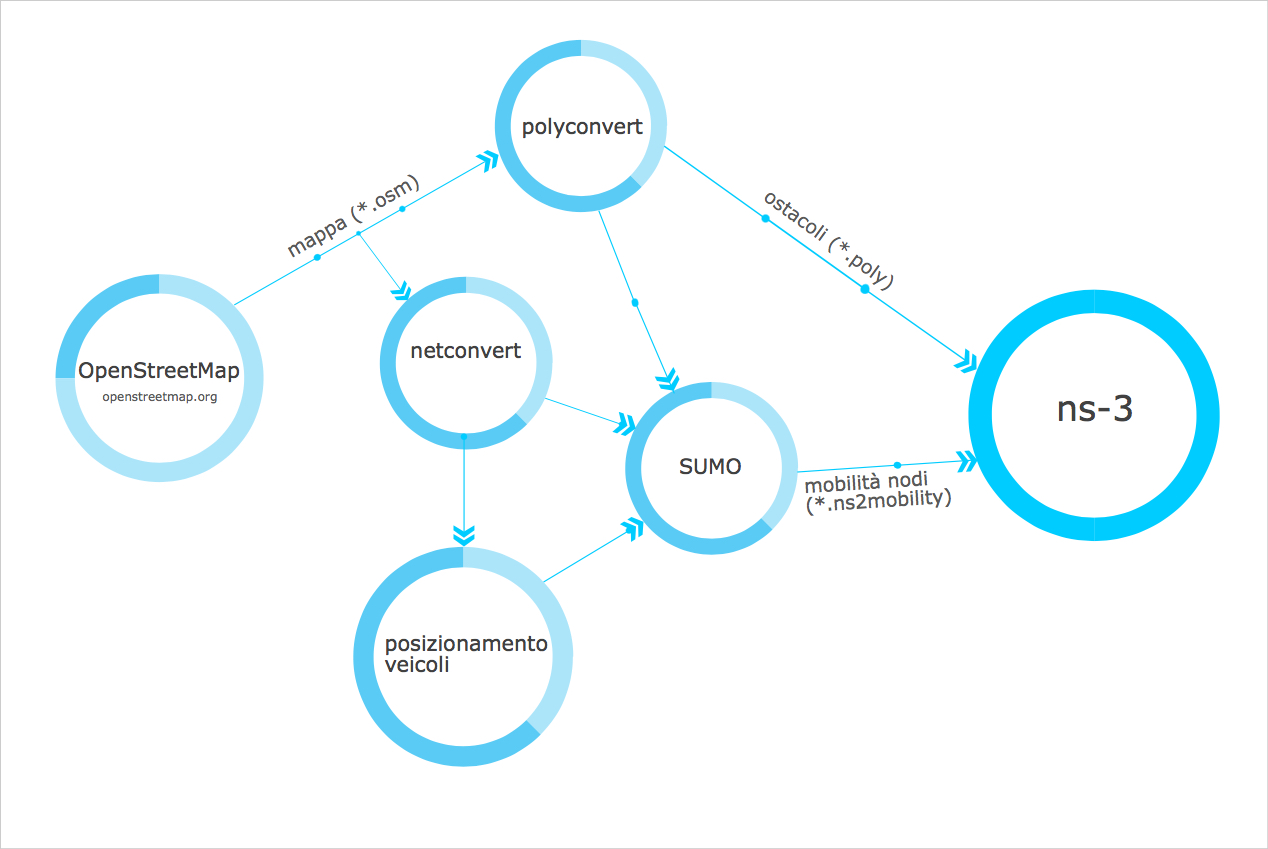 polyconvert
mappa (*.osm)
ostacoli (*.poly)
netconvert
OpenStreetMap
openstreetmap.org
ns-3
SUMO
mobilità nodi
(*.ns2mobility)
posizionamento
veicoli